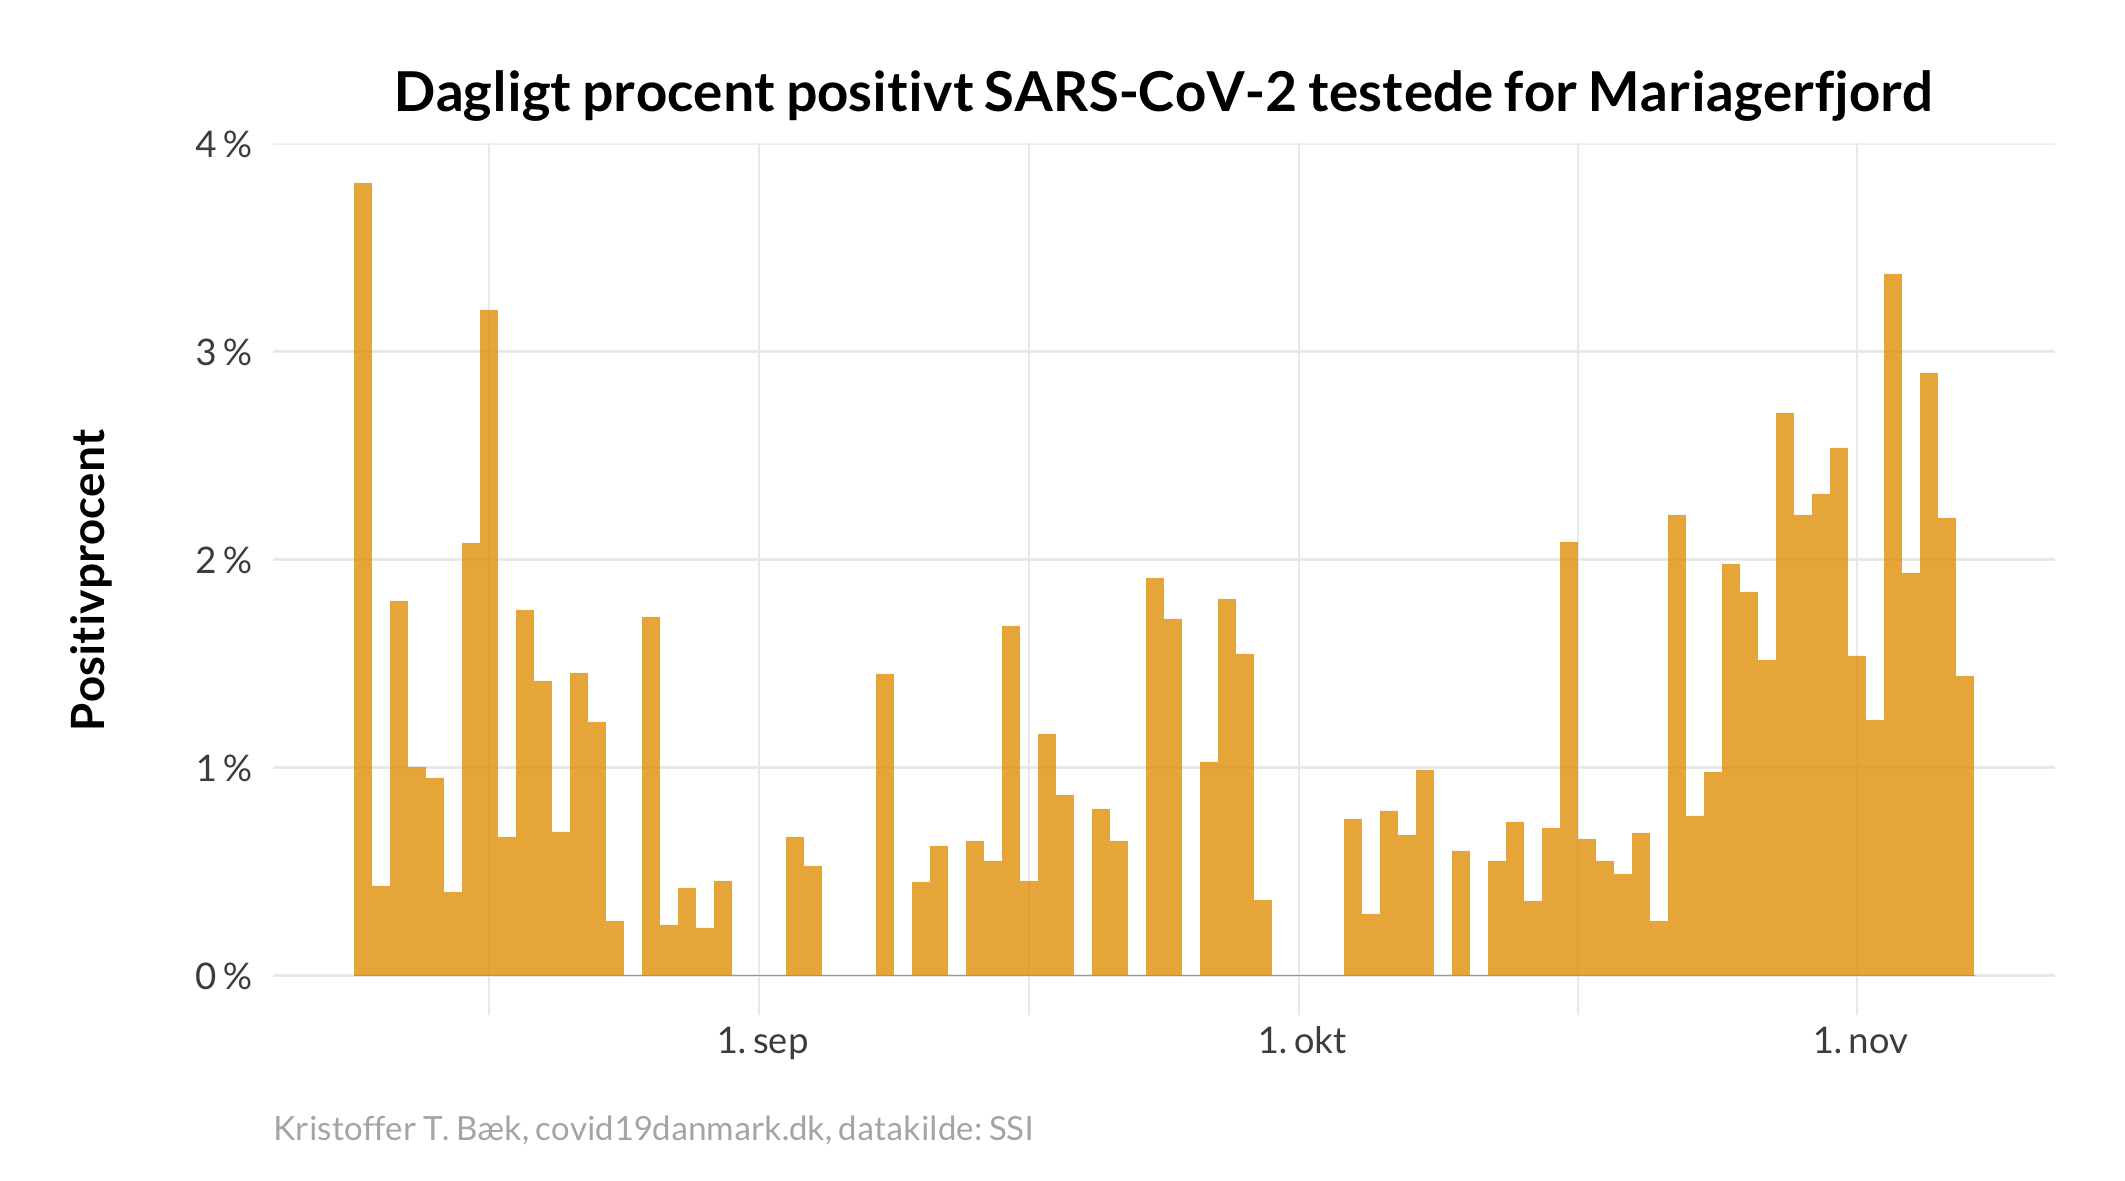 Dagligt procent positivt SARS-CoV-2 testede for Mariagerfjord
4 %
3 %
2 %
1 %
0 %
Positivprocent
1. sep
1. okt
1. nov
Kristoffer T. Bæk, covid19danmark.dk, datakilde: SSI